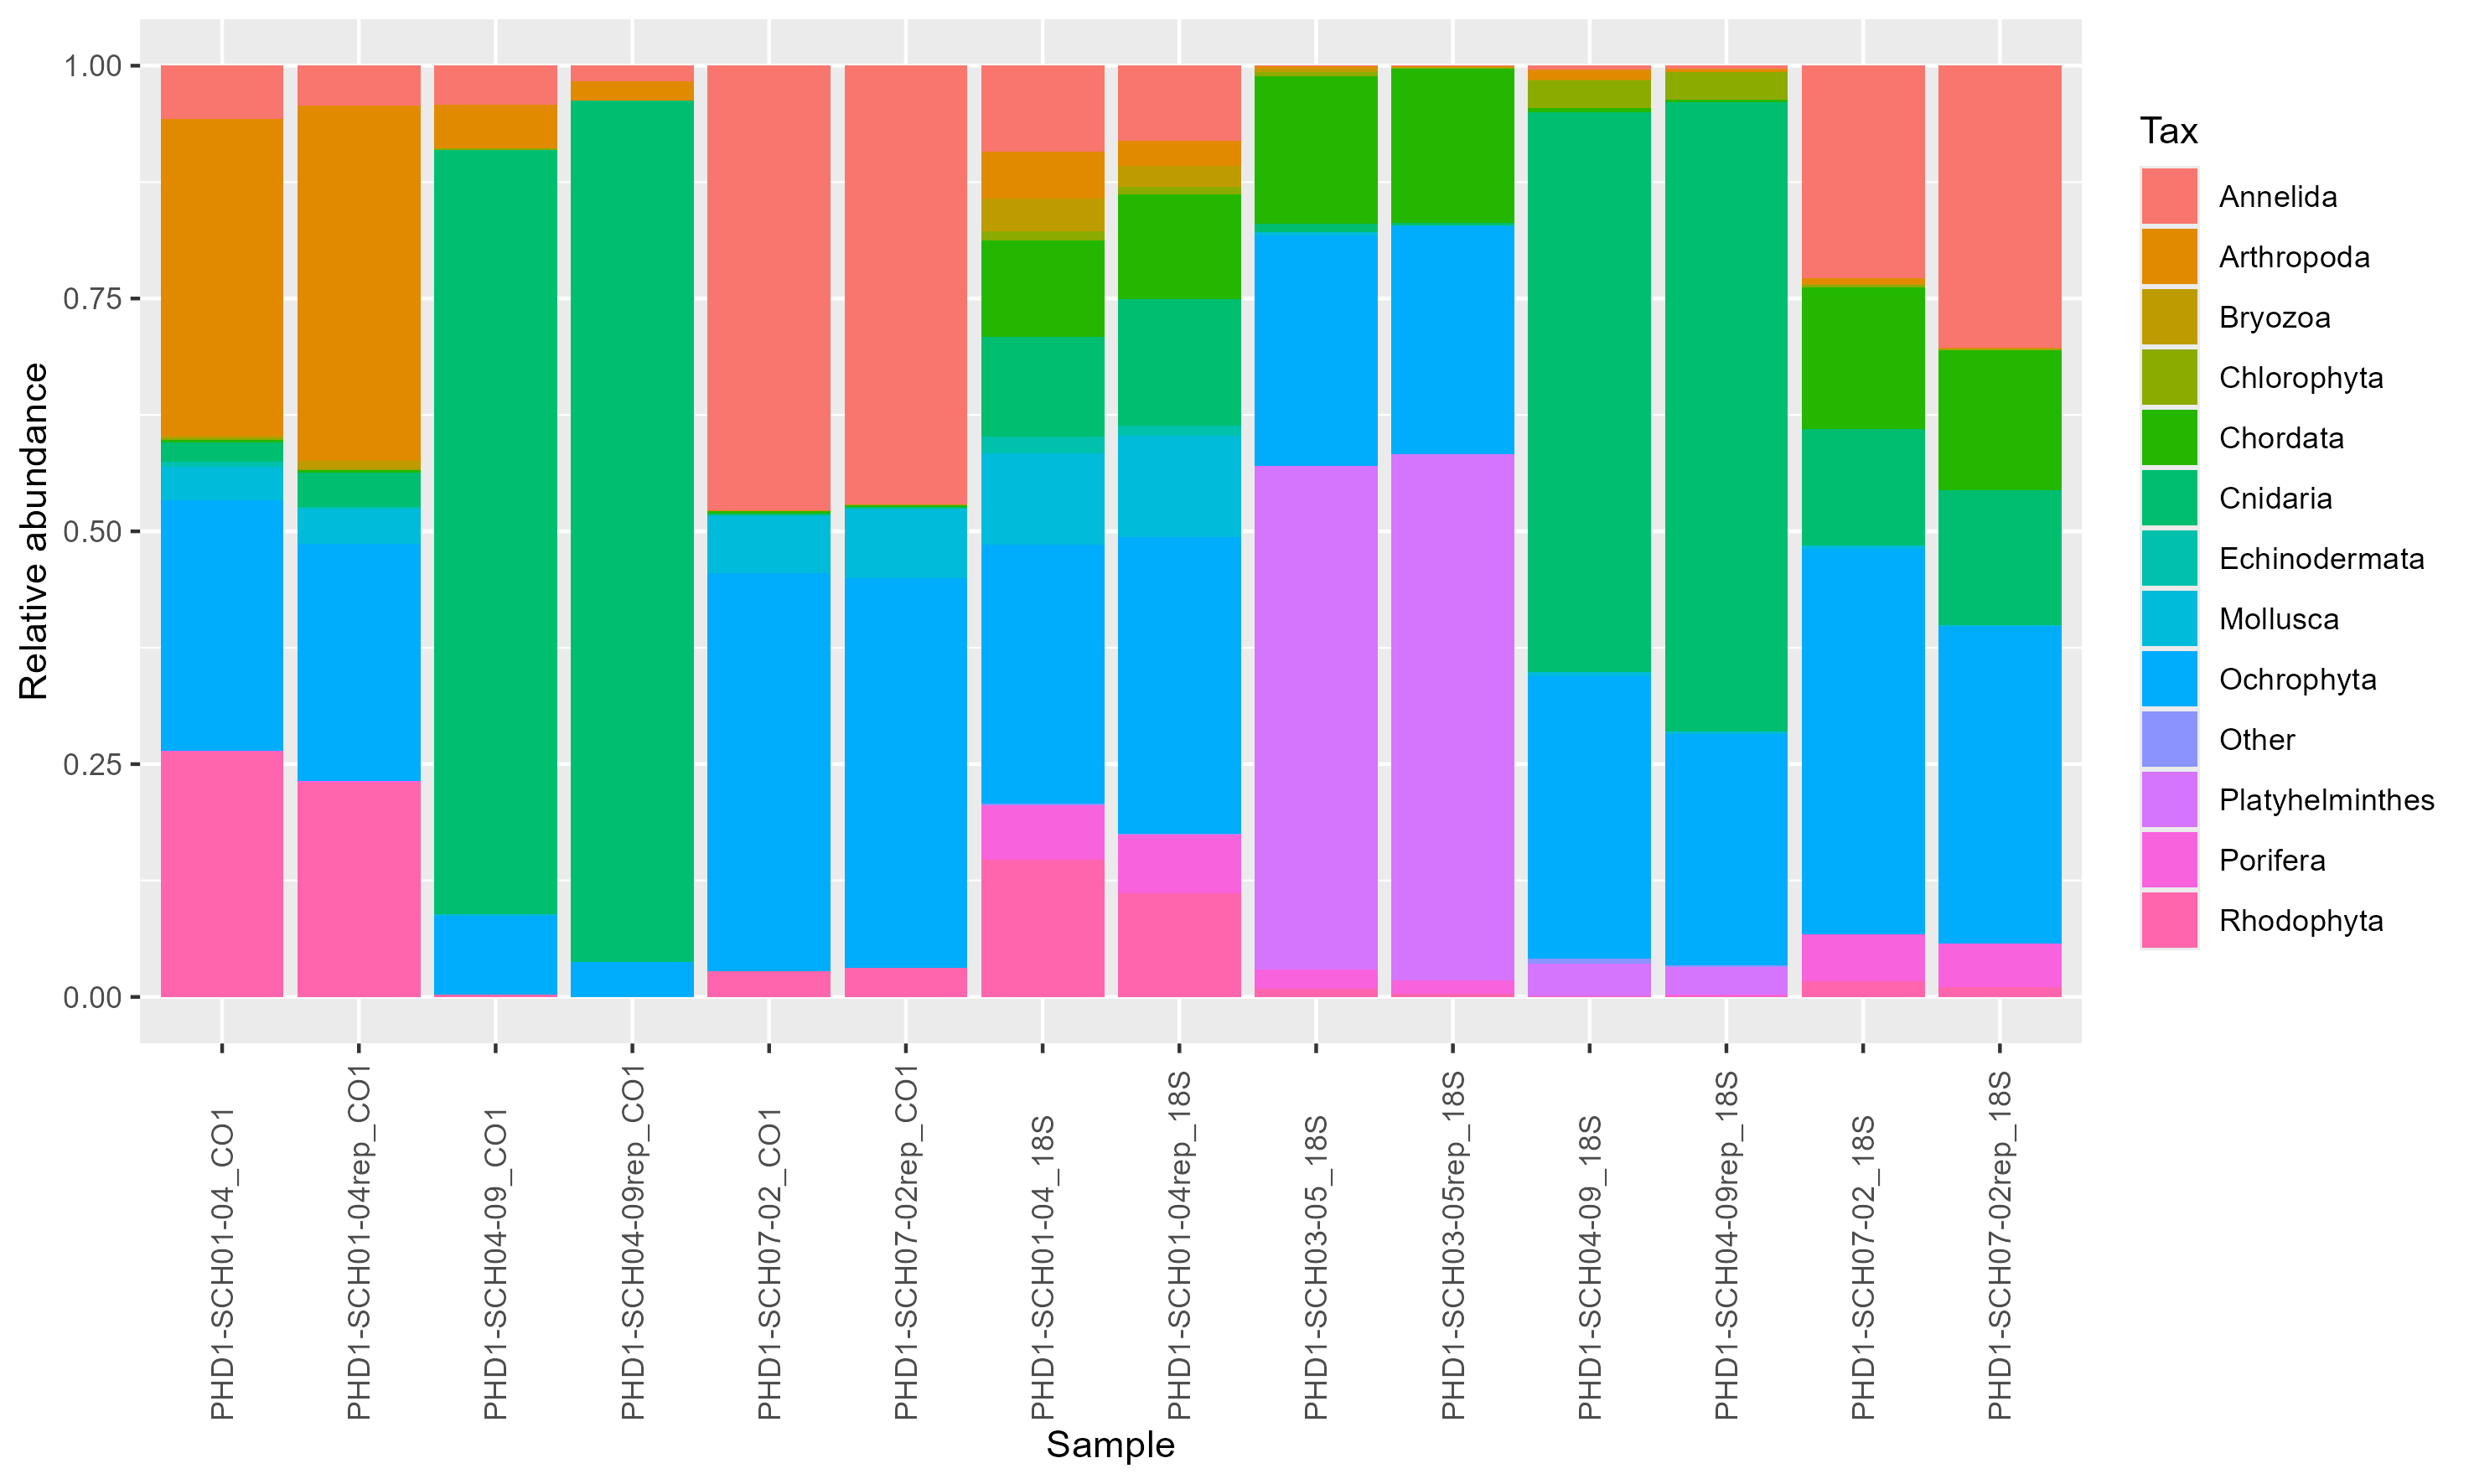 Relative abundance
1.00
0.75
0.50
0.25
0.00
PHD1-SCH01-04_CO1
PHD1-SCH01-04rep_CO1
PHD1-SCH04-09_CO1
PHD1-SCH04-09rep_CO1
PHD1-SCH07-02_CO1
PHD1-SCH07-02rep_CO1
PHD1-SCH01-04_18S
PHD1-SCH01-04rep_18S
PHD1-SCH03-05_18S
PHD1-SCH03-05rep_18S
PHD1-SCH04-09_18S
PHD1-SCH04-09rep_18S
PHD1-SCH07-02_18S
PHD1-SCH07-02rep_18S
Sample
Tax
Annelida
Arthropoda
Bryozoa
Chlorophyta
Chordata
Cnidaria
Echinodermata
Mollusca
Ochrophyta
Other
Platyhelminthes
Porifera
Rhodophyta